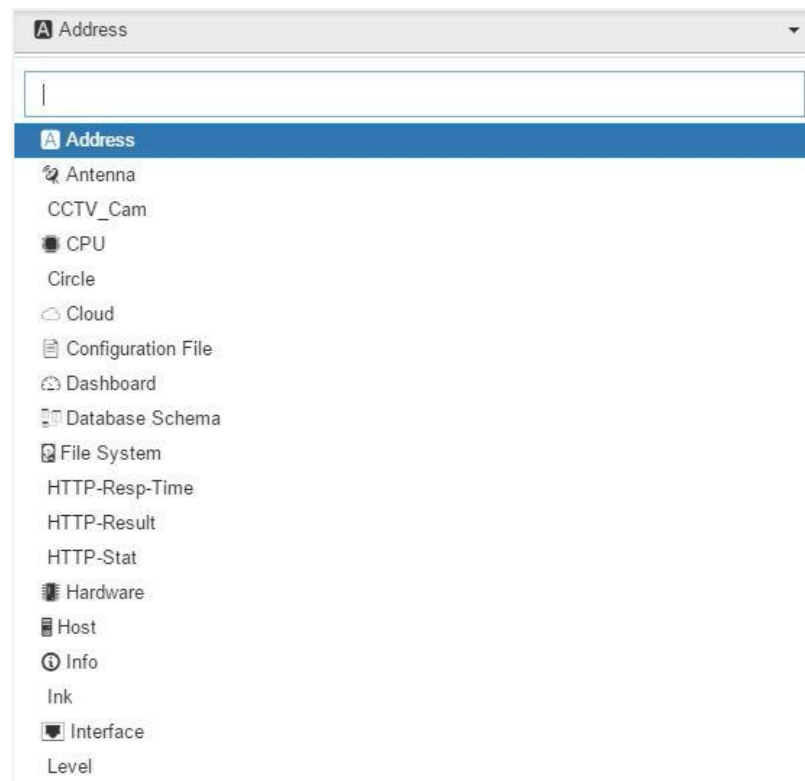 Address
Address
Antenna
CCTV_Cam
CPU
Circle
Cloud
Configuration File
Dashboard
Database Schema
File System
HTTP-Resp-Time
HTTP-Result
HTTP-Stat
Hardware
Host
Info
Ink
Interface
Level